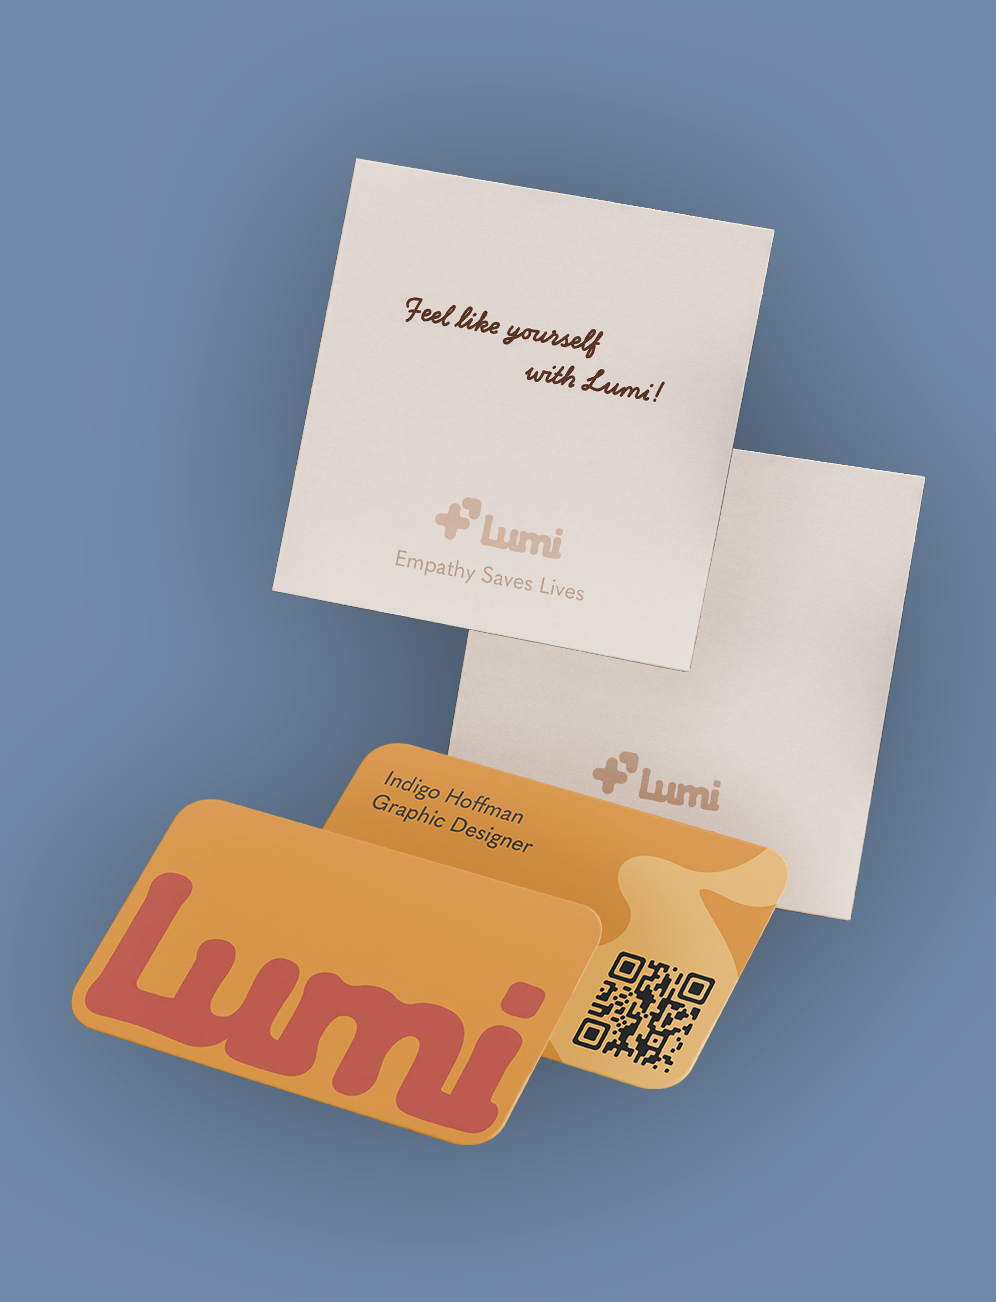 Feel like yourself
with Lumi!
Lumi
Empathy Saves Lives
Lumi
Indigo Hoffman
Graphic Designer
Lumi